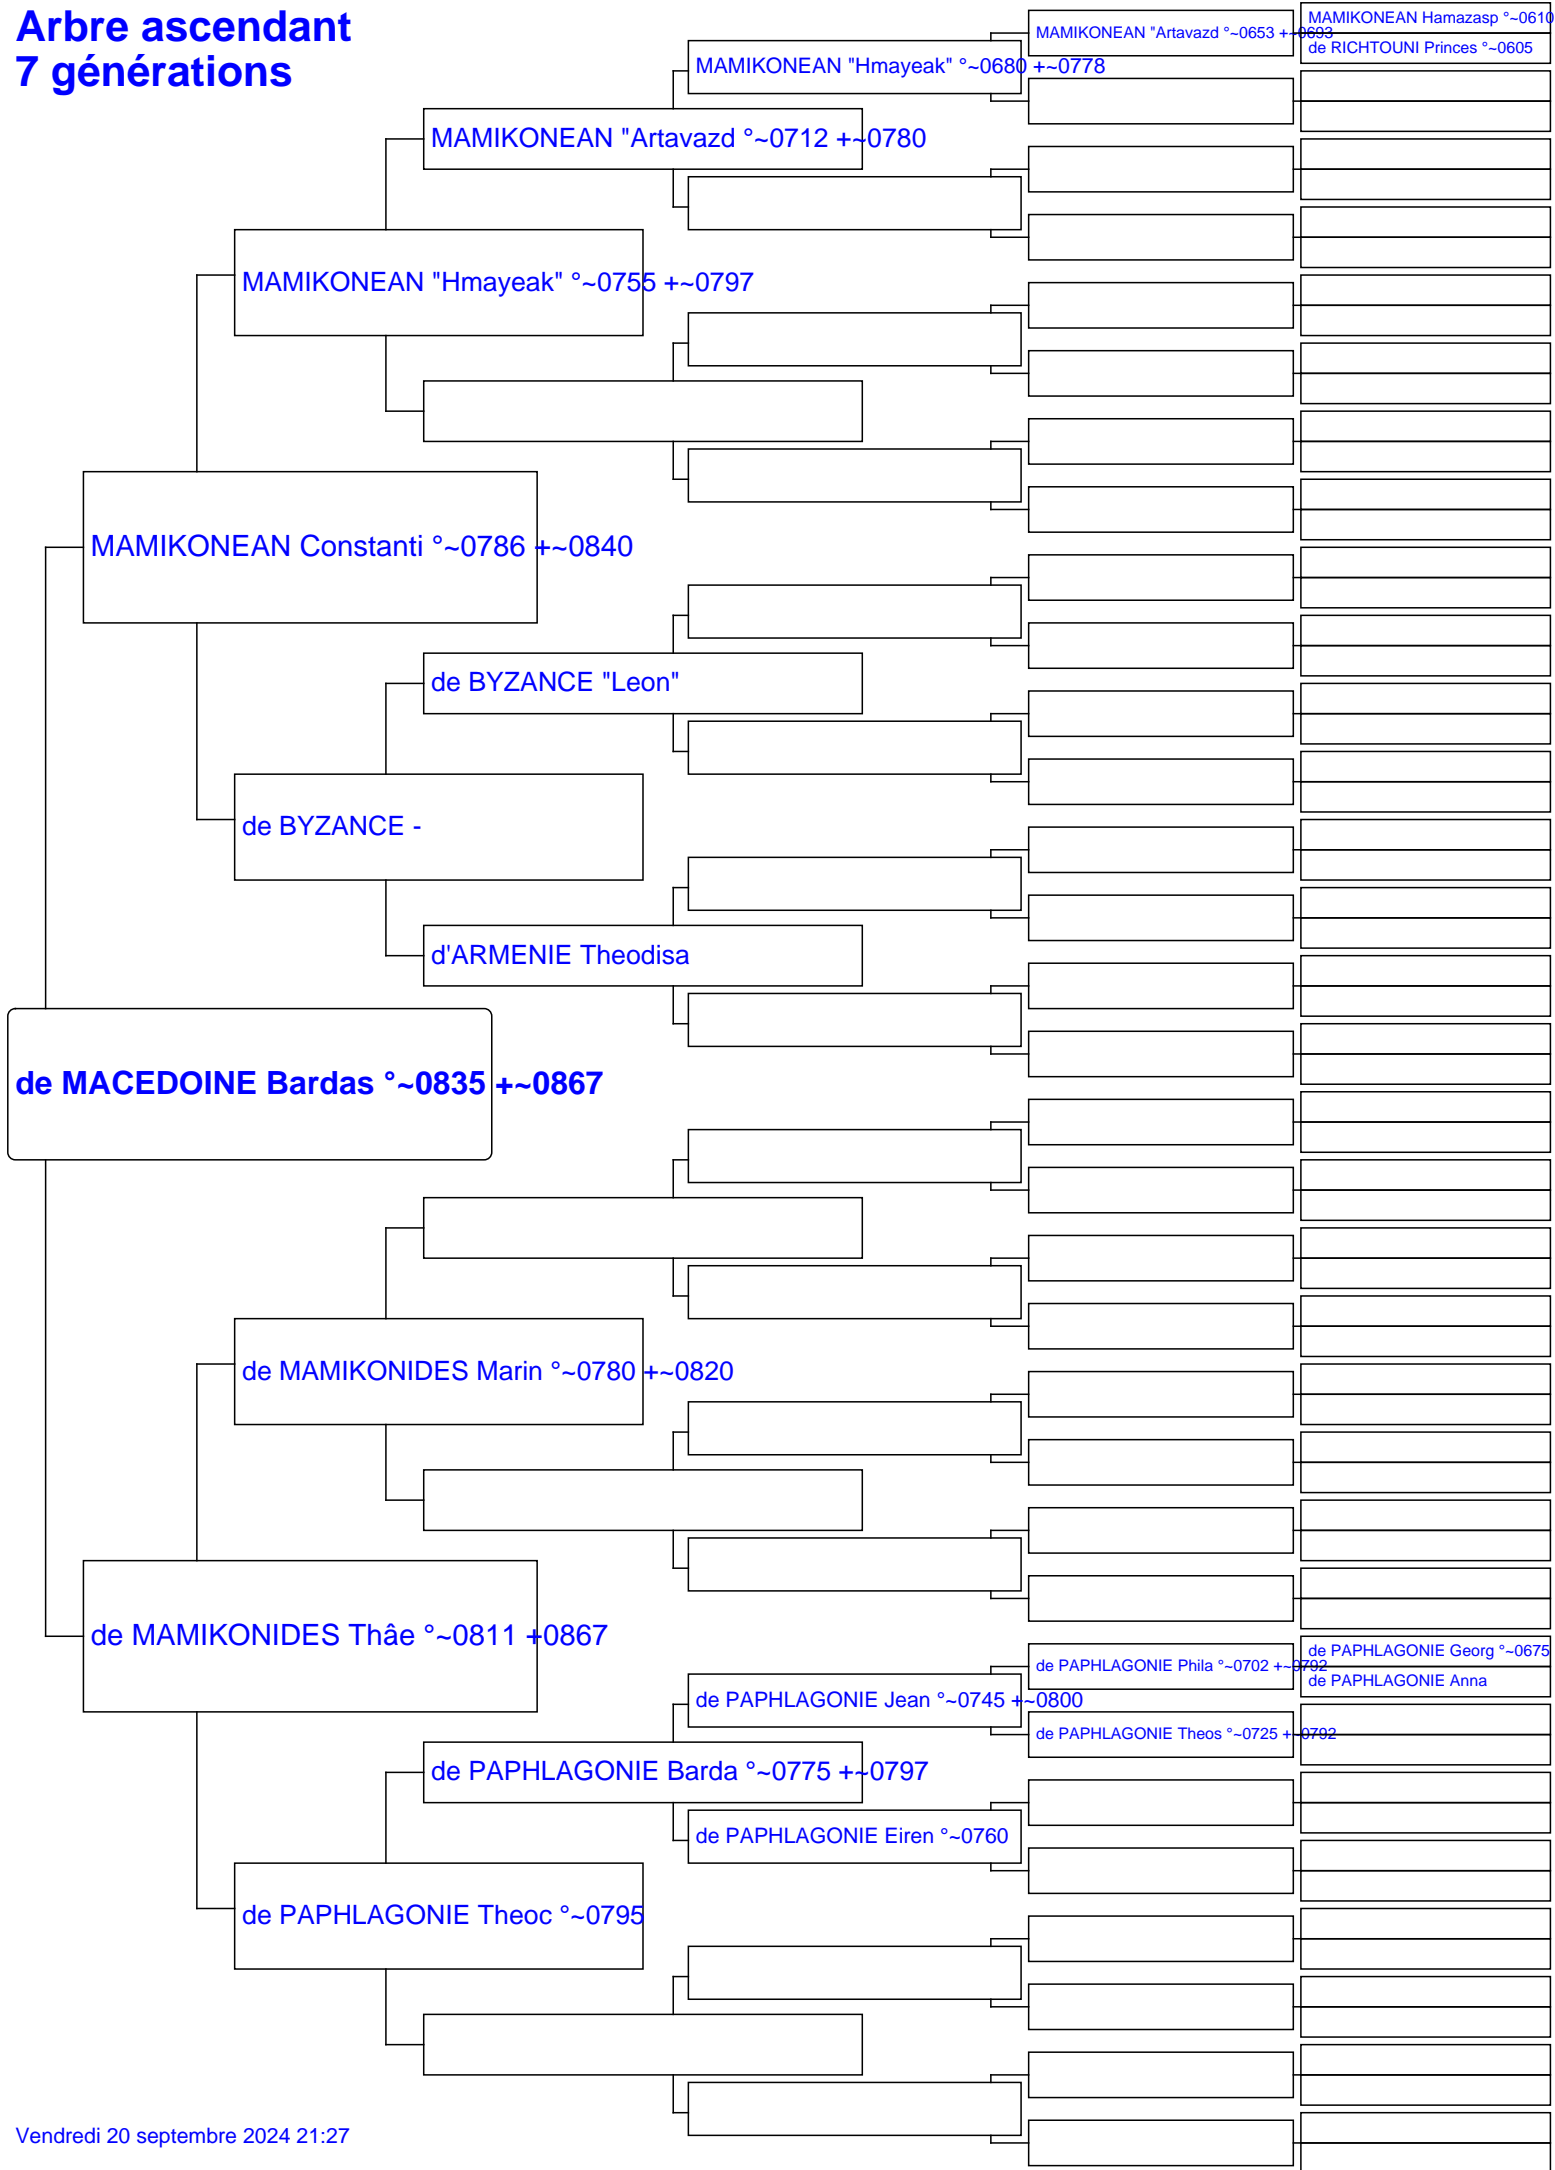 Arbre ascendant
7 générations
MAMIKONEAN Hamazasp °~0610
MAMIKONEAN "Artavazd °~0653 +~0693
de RICHTOUNI Princes °~0605
MAMIKONEAN "Hmayeak" °~0680 +~0778
MAMIKONEAN "Artavazd °~0712 +~0780
MAMIKONEAN "Hmayeak" °~0755 +~0797
MAMIKONEAN Constanti °~0786 +~0840
de BYZANCE "Leon"
de BYZANCE -
d'ARMENIE Theodisa
de MACEDOINE Bardas °~0835 +~0867
de MAMIKONIDES Marin °~0780 +~0820
de MAMIKONIDES Thâe °~0811 +0867
de PAPHLAGONIE Georg °~0675
de PAPHLAGONIE Phila °~0702 +~0792
de PAPHLAGONIE Anna
de PAPHLAGONIE Jean °~0745 +~0800
de PAPHLAGONIE Theos °~0725 +~0792
de PAPHLAGONIE Barda °~0775 +~0797
de PAPHLAGONIE Eiren °~0760
de PAPHLAGONIE Theoc °~0795
Vendredi 20 septembre 2024 21:27